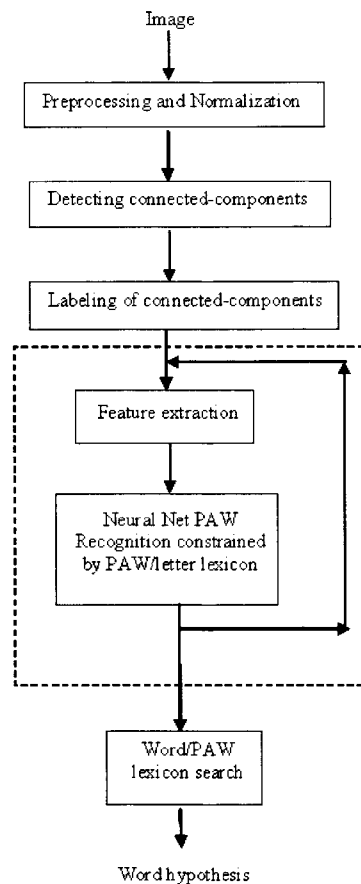 Image
Preprocessing and Normalization
Detecting connected-components
Labeling of connected-components
Feature extraction
Neural Net PAW
Recognition constrained
by PAW/letter lexicon
Word/PAW
lexicon search
Word hypothesis